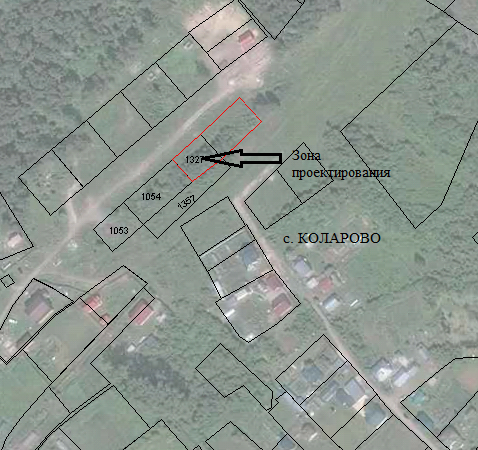 1327
Зона
проектирования
1054
1357
1053
с. КОЛАРОВО